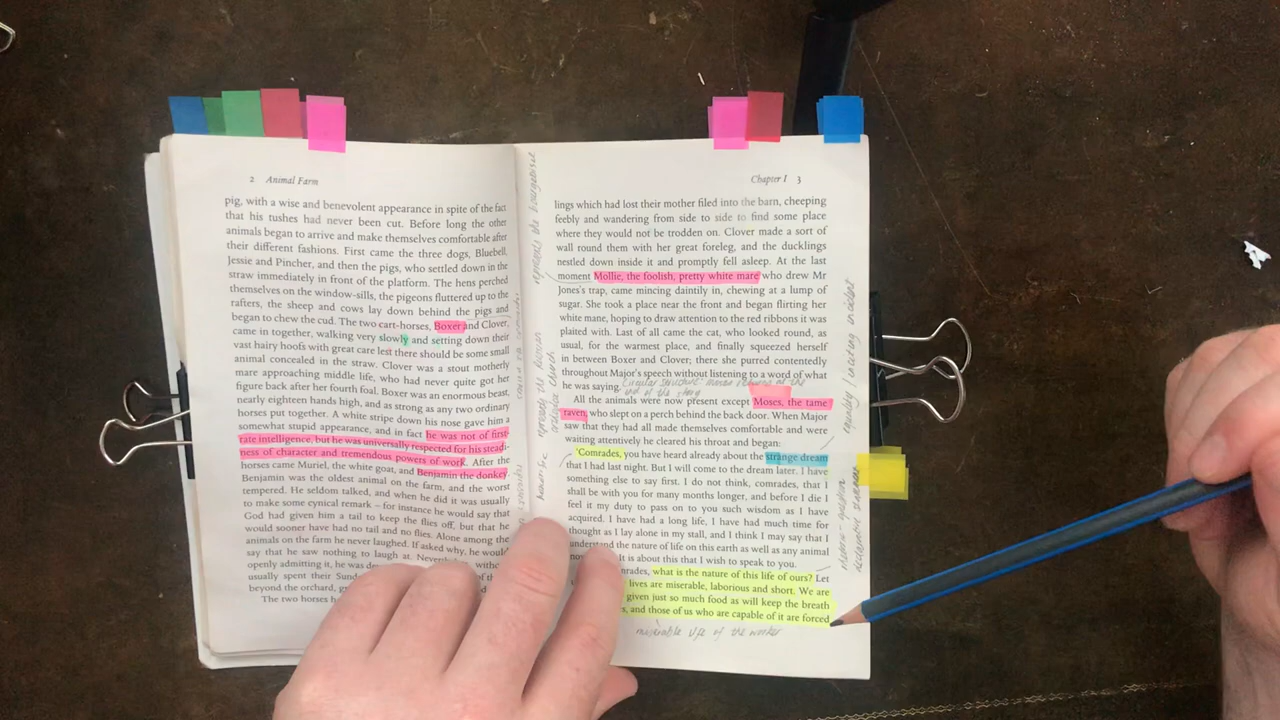 2 Animal Farm
pig, with a wise and benevolent appearance in spite of the fact
that his tushes had never been cut. Before long the other
animals began to arrive and make themselves comfortable after
their different fashions. First came the three dogs, Bluebell,
Jessie and Pincher, and then the pigs, who settled down in the
straw immediately in front of the platform. The hens perched
themselves on the window-sills, the pigeons fluttered up to the
rafters, the sheep and cows lay down behind the pigs and
began to chew the cud. The two cart-horses, Boxer and Clover,
came in together, walking very slowly and setting down their
vast hairy hoofs with great care lest there should be some small
animal concealed in the straw. Clover was a stout motherly
mare approaching middle life, who had never quite got her
figure back after her fourth foal. Boxer was an enormous beast,
nearly eighteen hands high, and as strong as any two ordinary
horses put together. A white stripe down his nose gave him a
somewhat stupid appearance, and in fact he was not of first-
rate intelligence, but he was universally respected for his steadi-
ness of character and tremendous powers of work. After the
horses came Muriel, the white goat, and Benjamin the donkey.
Benjamin was the oldest animal on the farm, and the worst
tempered. He seldom talked, and when he did it was usually
to make some cynical remark – for instance he would say that
God had given him a tail to keep the flies off, but that he
would sooner have had no tail and no flies. Alone among the
animals on the farm he never laughed. If asked why, he would
say that he saw nothing to laugh at. Never
openly admitting it, he was
usually spent their
beyond the orchard,
The two horses
Chapter I 3
lings which had lost their mother filed into the barn, cheeping
feebly and wandering from side to side to find some place
where they would not be trodden on. Clover made a sort of
wall round them with her great foreleg, and the ducklings
nestled down inside it and promptly fell asleep. At the last
moment Mollie, the foolish, pretty white mare who drew Mr
Jones's trap, came mincing daintily in, chewing at a lump of
sugar. She took a place near the front and began flirting her
white mane, hoping to draw attention to the red ribbons it was
plaited with. Last of all came the cat, who looked round, as
usual, for the warmest place, and finally squeezed herself
in between Boxer and Clover; there she purred contentedly
throughout Major's speech without listening to a word of what
he was saying. Circular structure: Moses returns at the
end of the story
All the animals were now present except Moses, the tame
raven, who slept on a perch behind the back door. When Major
saw that they had all made themselves comfortable and were
waiting attentively he cleared his throat and began:
'Comrades, you have heard already about the strange dream
that I had last night. But I will come to the dream later. I have
something else to say first. I do not think, comrades, that I
shall be with you for many months longer, and before I die I
feel it my duty to pass on to you such wisdom as I have
acquired. I have had a long life, I have had much time for
thought as I lay alone in my stall, and I think I may say that I
understand the nature of life on this earth as well as any animal
It is about this that I wish to speak to you.
what is the nature of this life of ours? Let
lives are miserable, laborious and short. We are
given just so much food as will keep the breath
and those of us who are capable of it are forced
miserable life of the worker
represents the bourgeoisie
represents the Russian
orthodox church
inciting incident
declarative statement